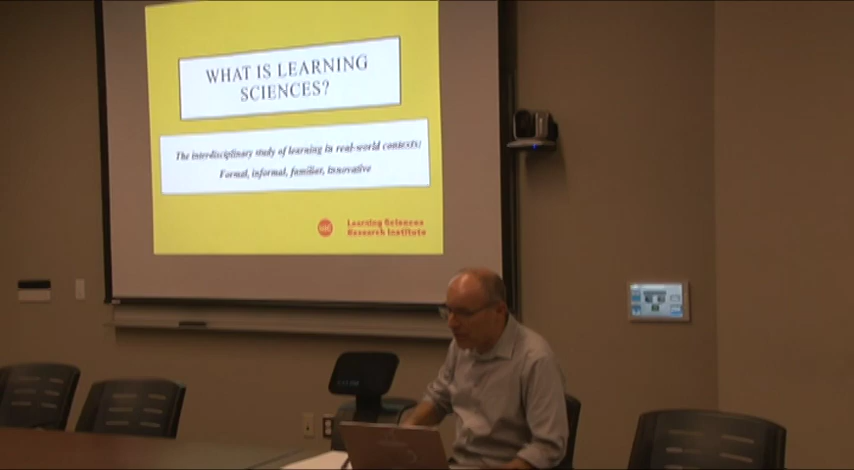 WHAT IS LEARNING
SCIENCES?
The interdisciplinary study of learning in real-world contexts:
Formal, informal, familiar, innovative
UIC
Learning Sciences
Research Institute